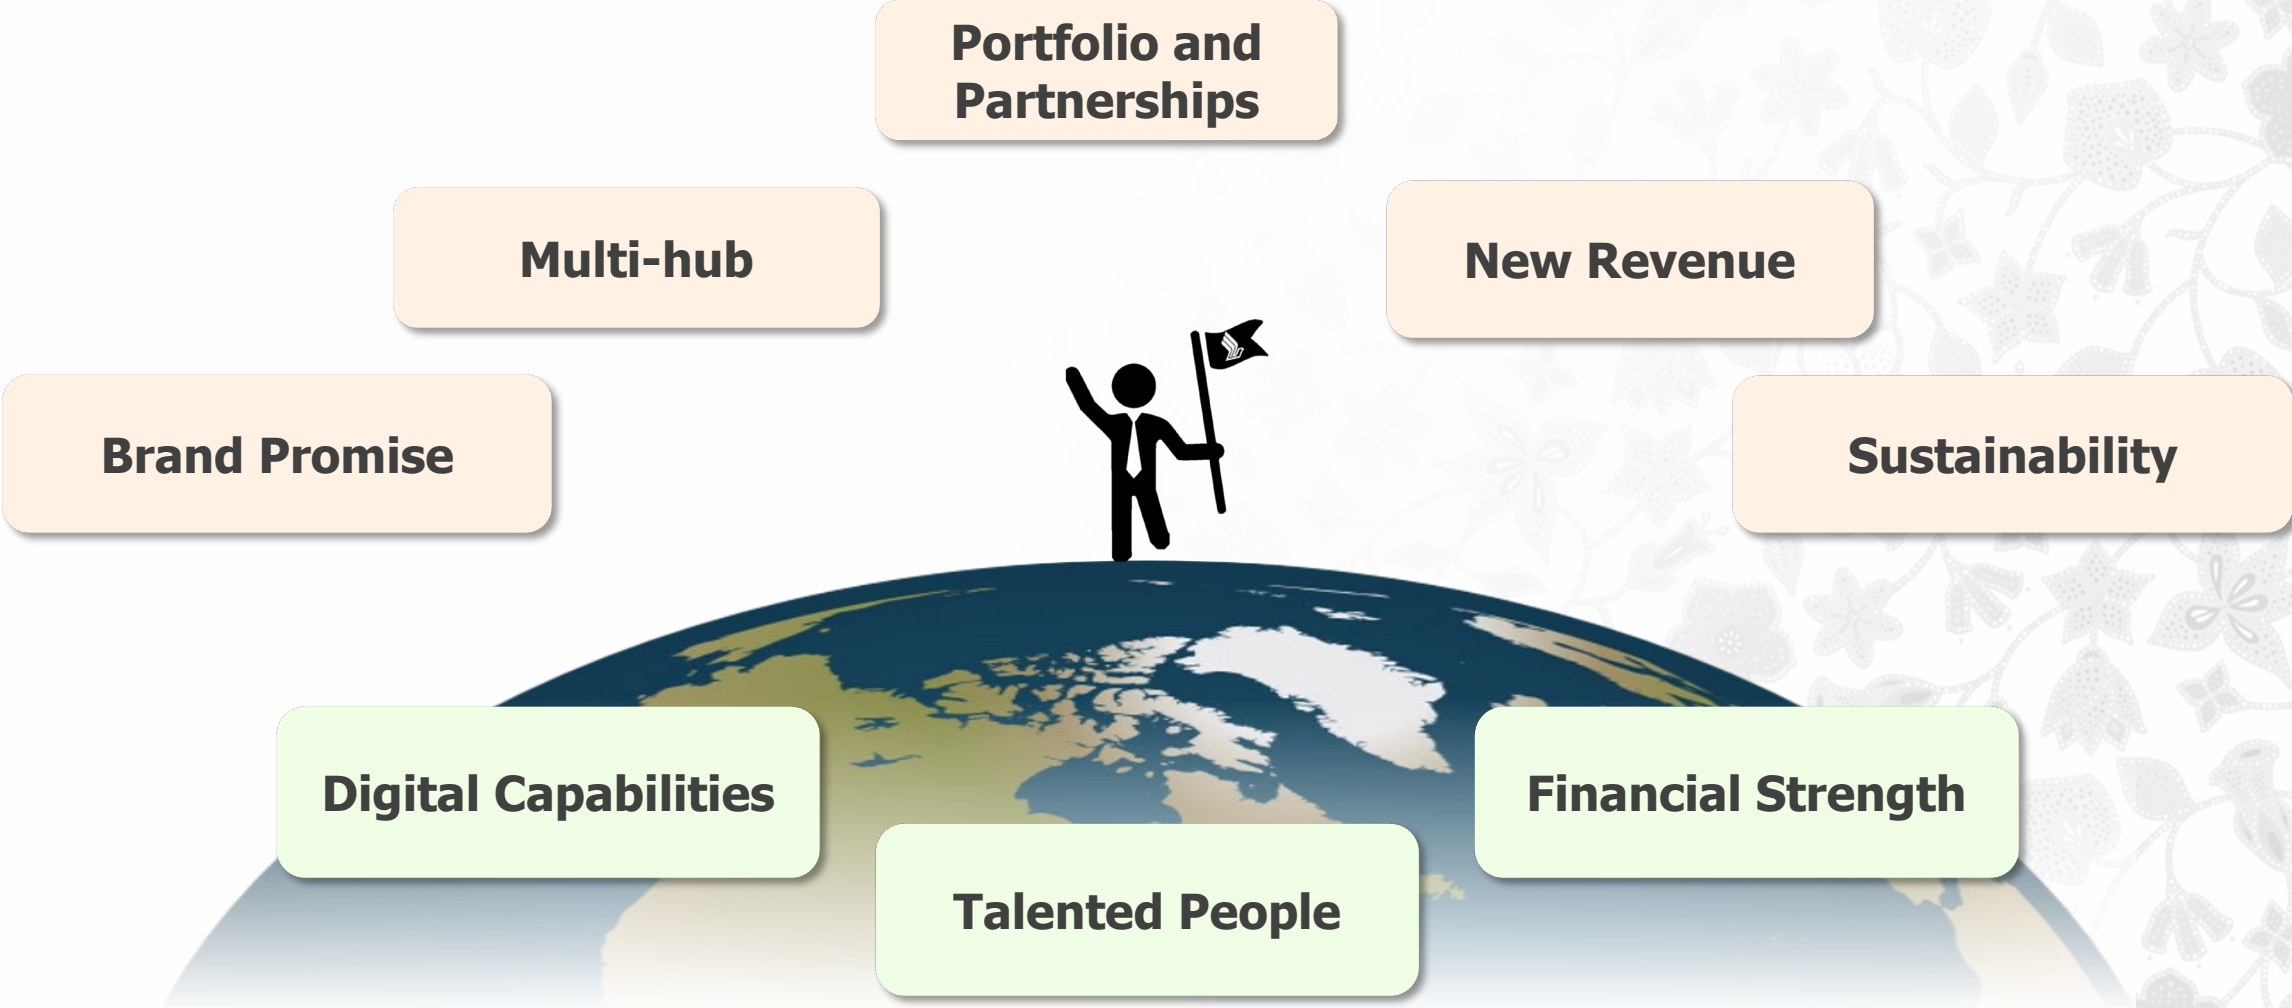 Portfolio and
Partnerships
Multi-hub
New Revenue
Brand Promise
Sustainability
Digital Capabilities
Financial Strength
Talented People